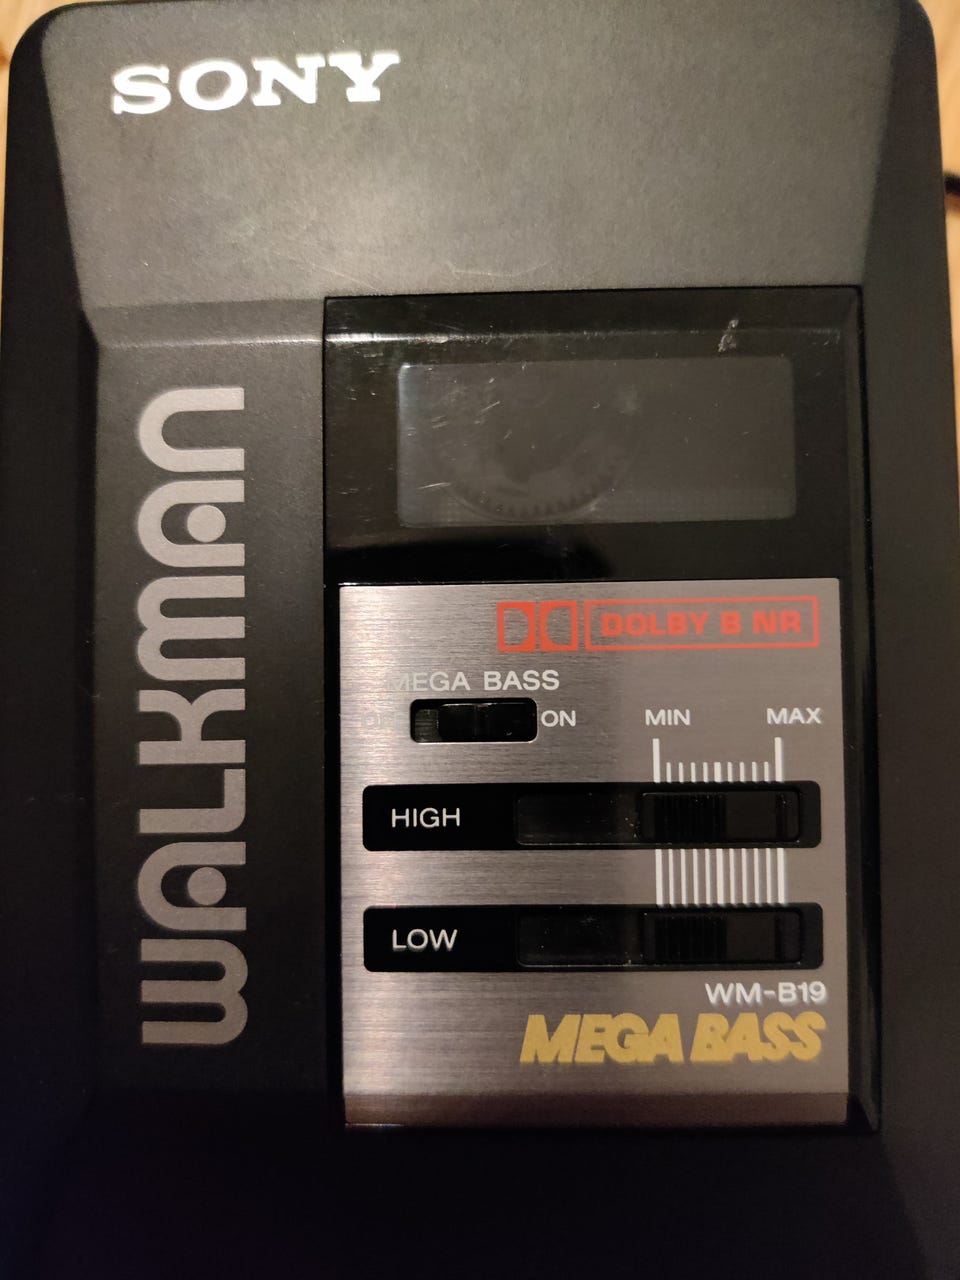 SONY
WALKMAN
DOLBY B NR
MEGA BASS
ON
MIN MAX
HIGH
LOW
WM-B19
MEGA BASS